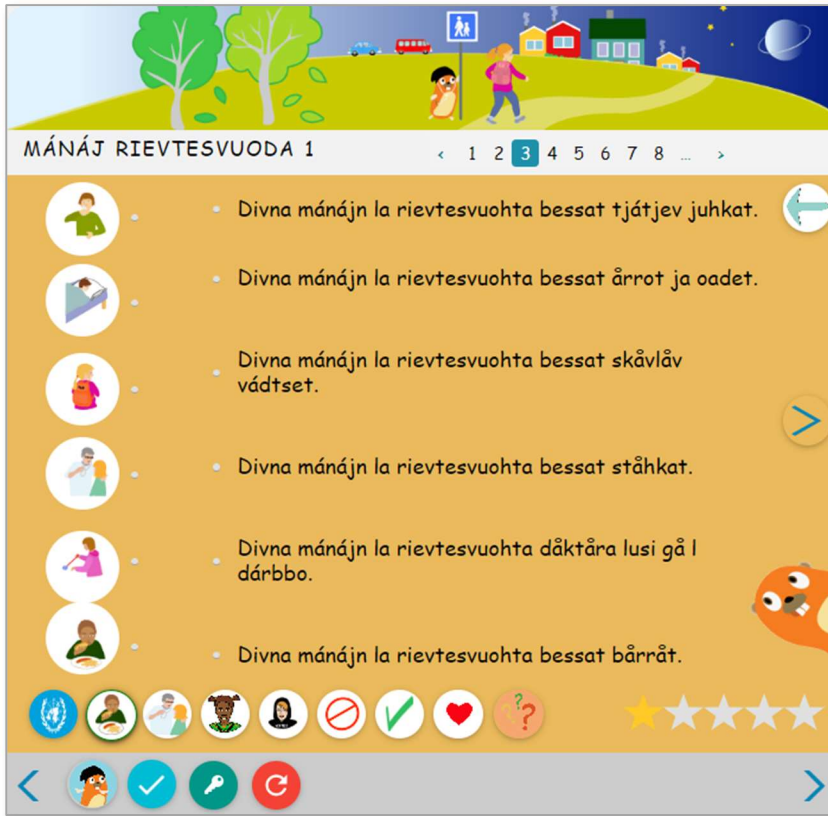 MÁNÁJ RIEVTESVUODA 1
‹ 1 2 3 4 5 6 7 8 … ›
Divna mánájn la rievtesvuohta bessat tjátjev juhkat.
Divna mánájn la rievtesvuohta bessat årrot ja oadet.
Divna mánájn la rievtesvuohta bessat skåvlåv
vádtset.
Divna mánájn la rievtesvuohta bessat ståhkat.
Divna mánájn la rievtesvuohta dåktåra lusi gå l
dárbbo.
Divna mánájn la rievtesvuohta bessat bårråt.